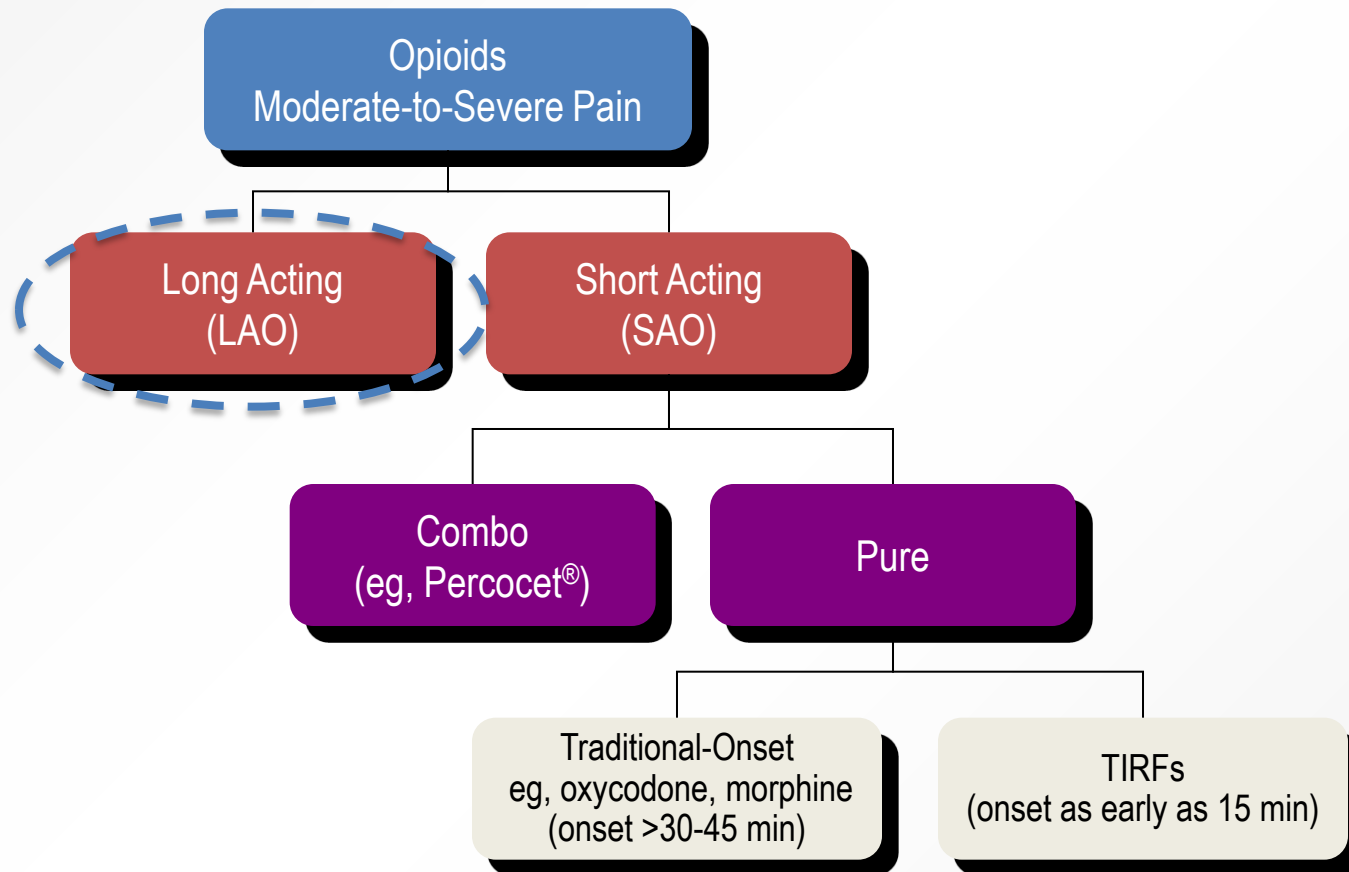 Opioids
Moderate-to-Severe Pain
Long Acting
(LAO)
Short Acting
(SAO)
Combo
(eg, Percocet®)
Pure
Traditional-Onset
eg, oxycodone, morphine
(onset >30-45 min)
TIRFs
(onset as early as 15 min)